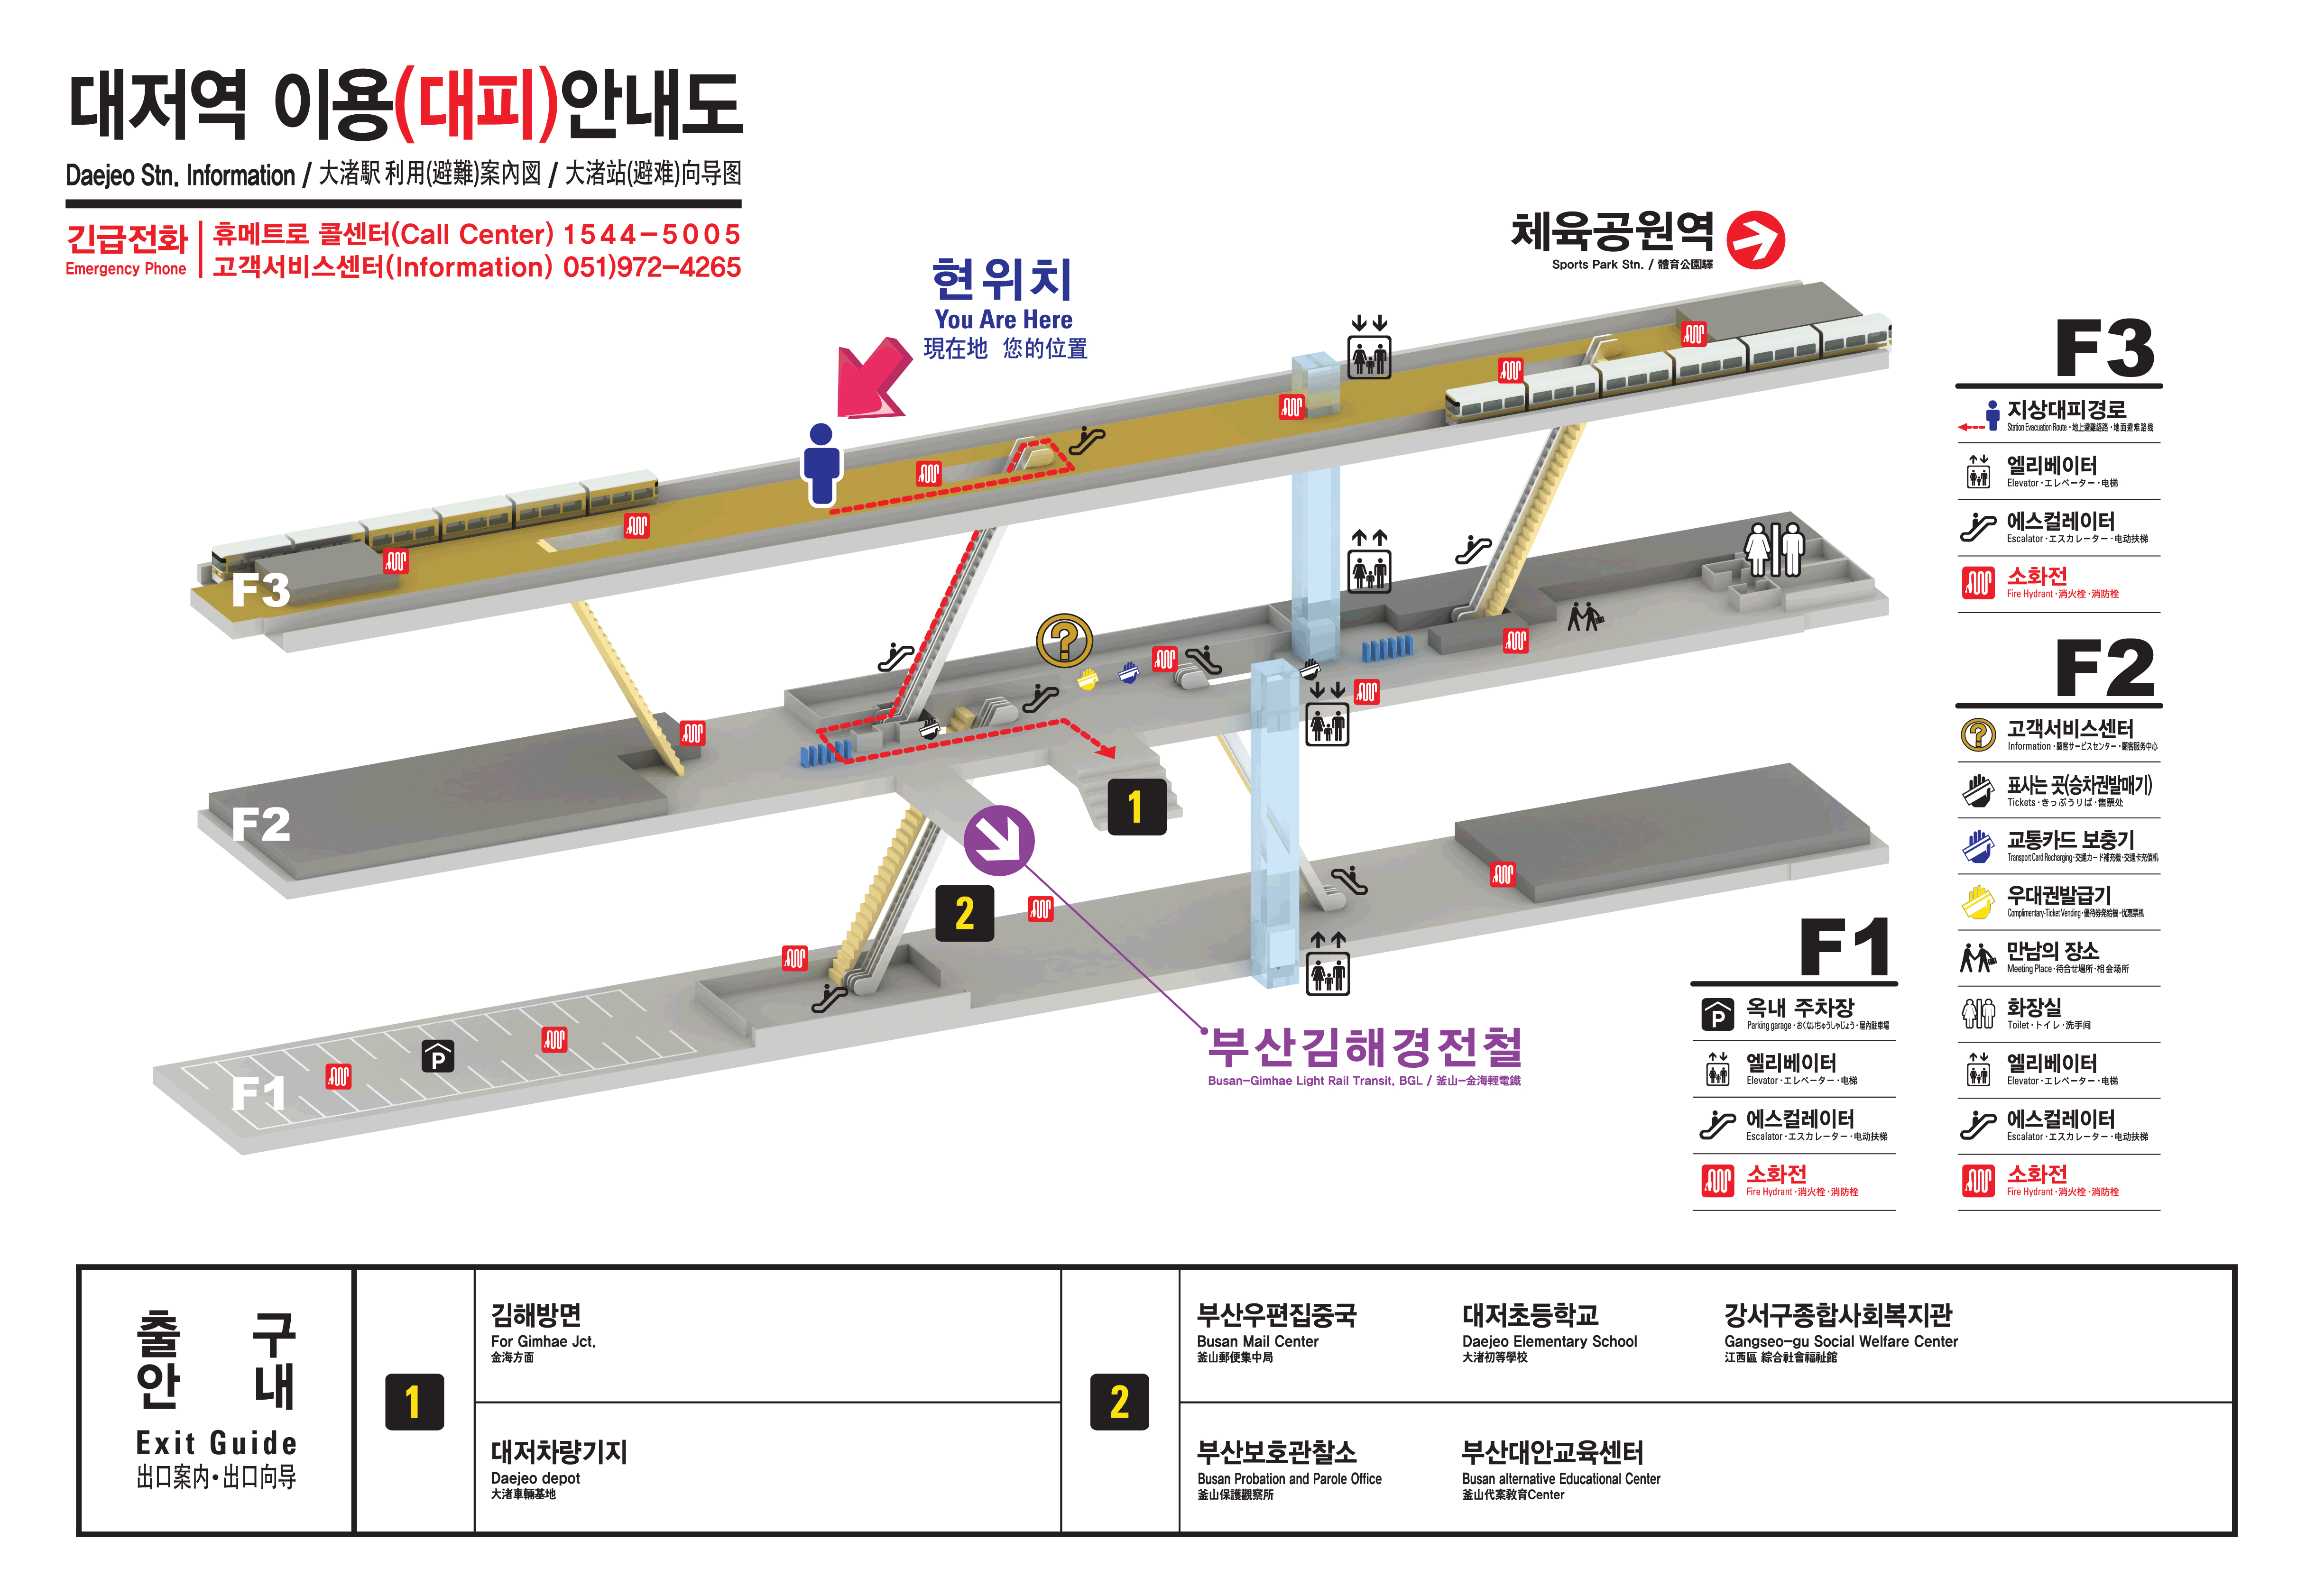 대저역 이용(대피)안내도
Daejeo Stn. Information / 大渚駅 利用(避難)案內図 / 大渚站(避难)向导图
긴급전화
Emergency Phone
휴메트로 콜센터(Call Center) 1544-5005
고객서비스센터(Information) 051)972-4265
현위치
You Are Here
現在地 您的位置
체육공원역
Sports Park Stn. / 體育公園驛
F3
F2
F1
1
2
P
부산김해경전철
Busan-Gimhae Light Rail Transit, BGL / 釜山-金海輕電鐵
F3
지상대피경로
Station Evacuation Route · 地上避難経路 · 地面避难路线
엘리베이터
Elevator · エレベーター · 电梯
에스컬레이터
Escalator · エスカレーター · 电动扶梯
소화전
Fire Hydrant · 消火栓 · 消防栓
F2
고객서비스센터
Information · 顧客サービスセンター · 顧客服务中心
표사는 곳(승차권발매기)
Tickets · きっぷうりば · 售票处
교통카드 보충기
Transport Card Recharging · 交通カード補充機 · 交通卡充值机
우대권발급기
Complimentary-Ticket Vending · 優待券発給機 · 优惠票机
만남의 장소
Meeting Place · 待合せ場所 · 相会场所
화장실
Toilet · トイレ · 洗手间
엘리베이터
Elevator · エレベーター · 电梯
에스컬레이터
Escalator · エスカレーター · 电动扶梯
소화전
Fire Hydrant · 消火栓 · 消防栓
F1
P
옥내 주차장
Parking garage · おくないちゅうしゃじょう · 屋内駐車場
엘리베이터
Elevator · エレベーター · 电梯
에스컬레이터
Escalator · エスカレーター · 电动扶梯
소화전
Fire Hydrant · 消火栓 · 消防栓
출 구
안 내
Exit Guide
出口案内 · 出口向导
1
김해방면
For Gimhae Jct.
金海方面
대저차량기지
Daejeo depot
大渚車輛基地
2
부산우편집중국
Busan Mail Center
釜山郵便集中局
대저초등학교
Daejeo Elementary School
大渚初等學校
강서구종합사회복지관
Gangseo-gu Social Welfare Center
江西區 綜合社會福祉館
부산보호관찰소
Busan Probation and Parole Office
釜山保護觀察所
부산대안교육센터
Busan alternative Educational Center
釜山代案敎育Center